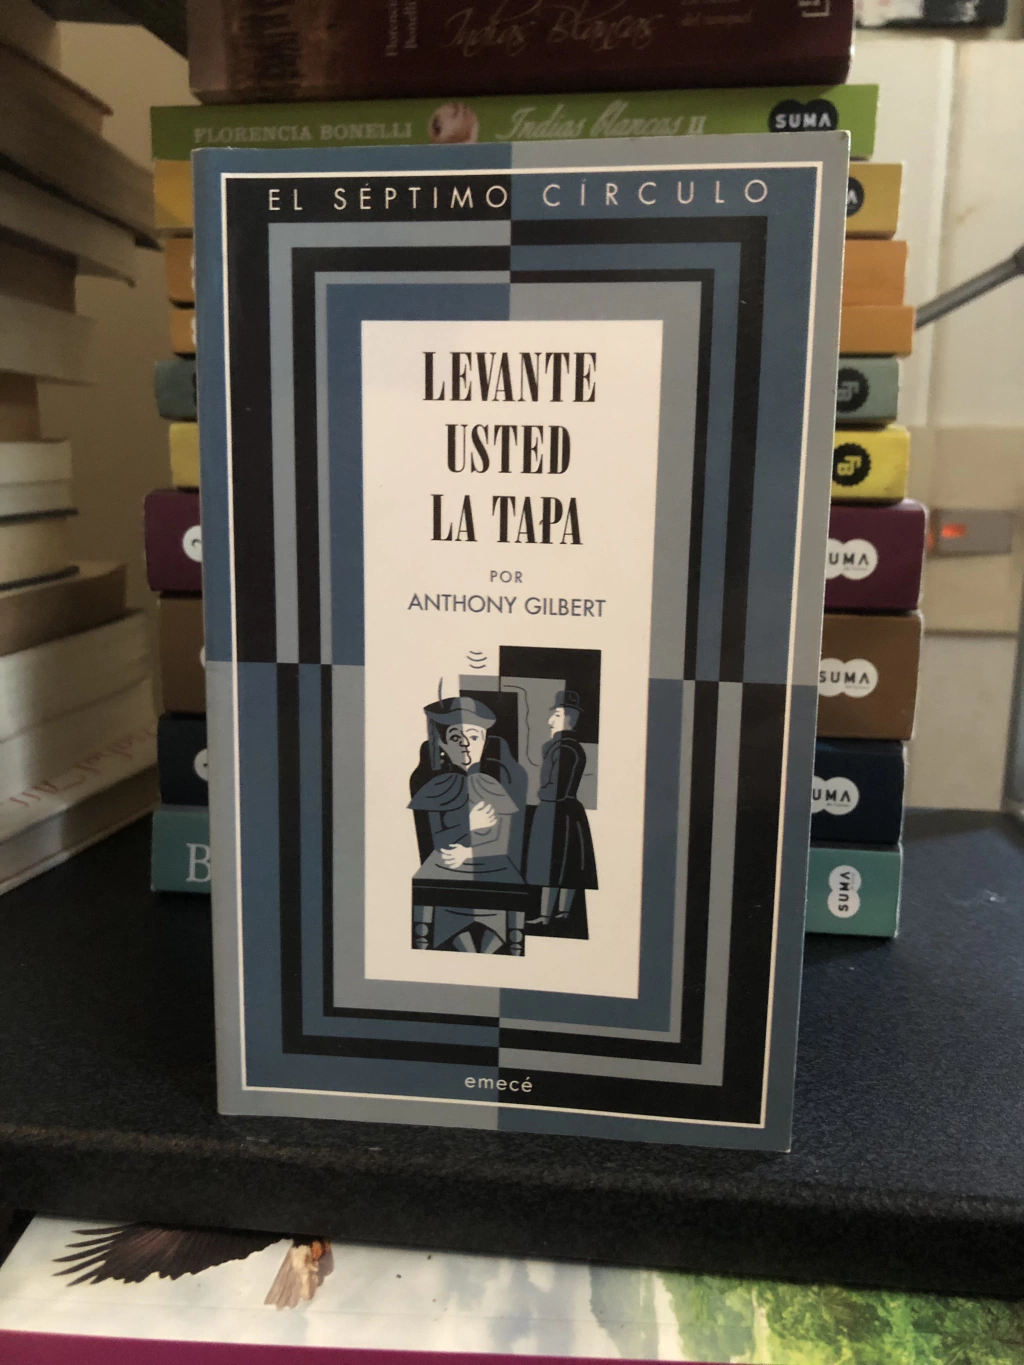 Indias Blancas
FLORENCIA BONELLI Indias blancas II SUMA
EL SÉPTIMO CÍRCULO
LEVANTE
USTED
LA TAPA
POR
ANTHONY GILBERT
emecé
SUMA
SUMA
UMA
B
SUMA